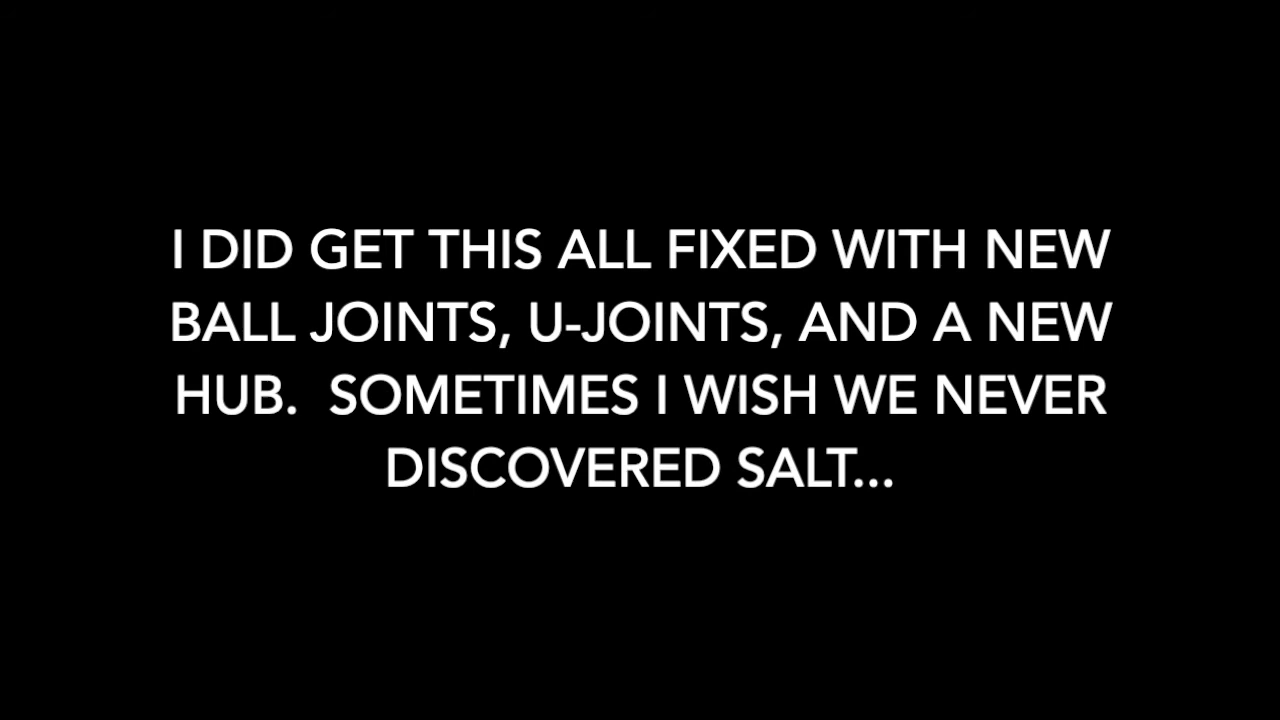 I DID GET THIS ALL FIXED WITH NEW
BALL JOINTS, U-JOINTS, AND A NEW
HUB.  SOMETIMES I WISH WE NEVER
DISCOVERED SALT...